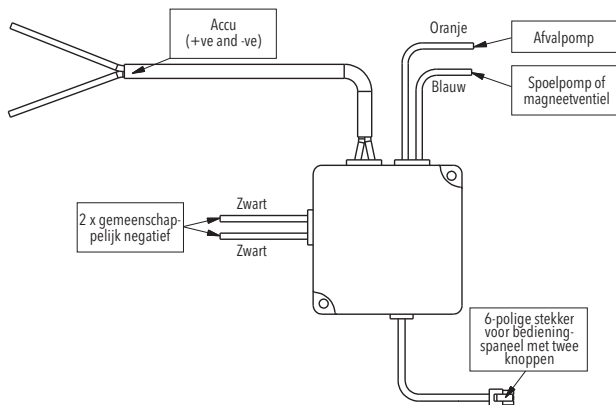 Accu
(+ve and -ve)
Oranje
Afvalpomp
Blauw
Spoelpomp of
magneetventiel
Zwart
2 x gemeenschap-
pelijk negatief
Zwart
6-polige stekker
voor bediening-
spaneel met twee
knoppen